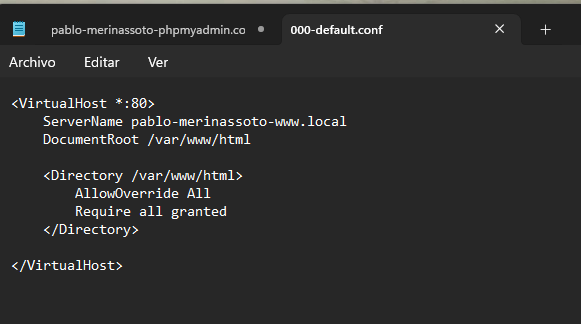 pablo-merinassoto-phpmyadmin.co
000-default.conf
Archivo Editar Ver
<VirtualHost *:80>
ServerName pablo-merinassoto-www.local
DocumentRoot /var/www/html
<Directory /var/www/html>
AllowOverride All
Require all granted
</Directory>
</VirtualHost>